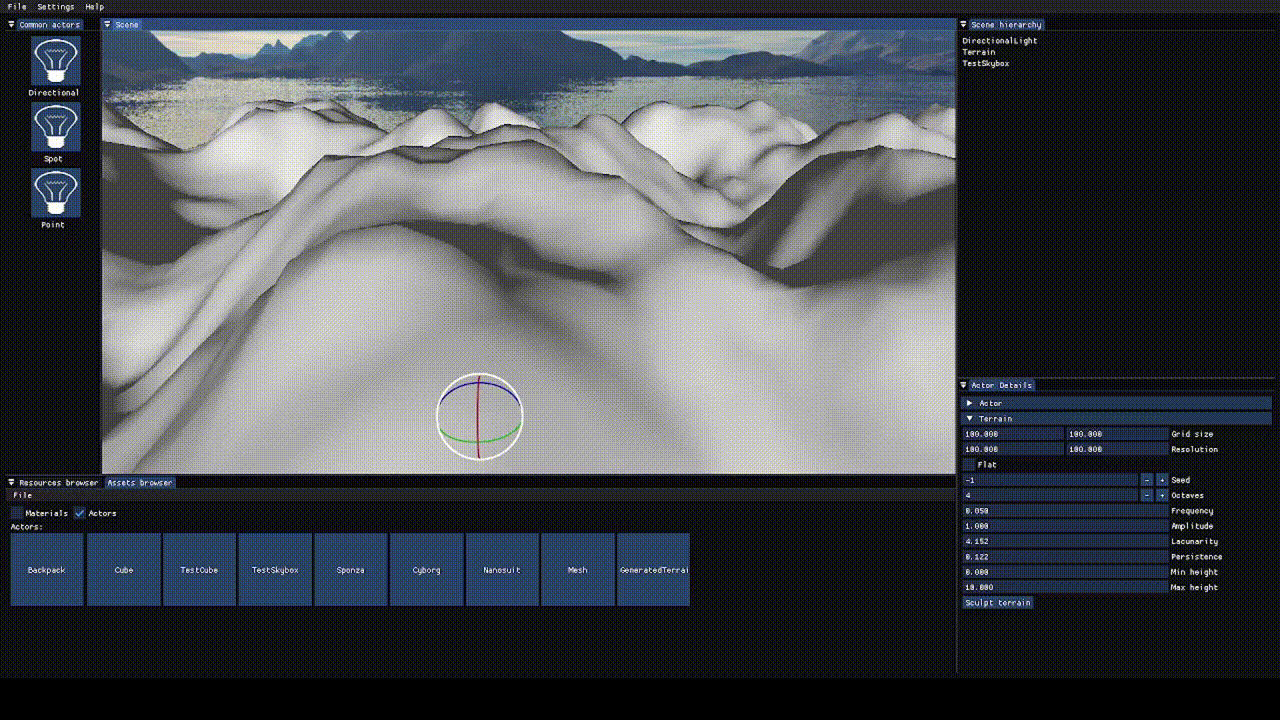 File Settings Help
Common actors
Directional
Spot
Point
Scene
Scene hierarchy
DirectionalLight
Terrain
TestSkybox
Actor Details
Actor
Terrain
100.000 100.000 Grid size
100.000 100.000 Resolution
Flat
-1 - + Seed
4 - + Octaves
0.050 Frequency
1.000 Amplitude
4.152 Lacunarity
0.122 Persistence
0.000 Min height
10.000 Max height
Sculpt terrain
Resources browser Assets browser
File
Materials Actors
Actors:
Backpack Cube TestCube TestSkybox Sponza Cyborg Nanosuit Mesh GeneratedTerrai